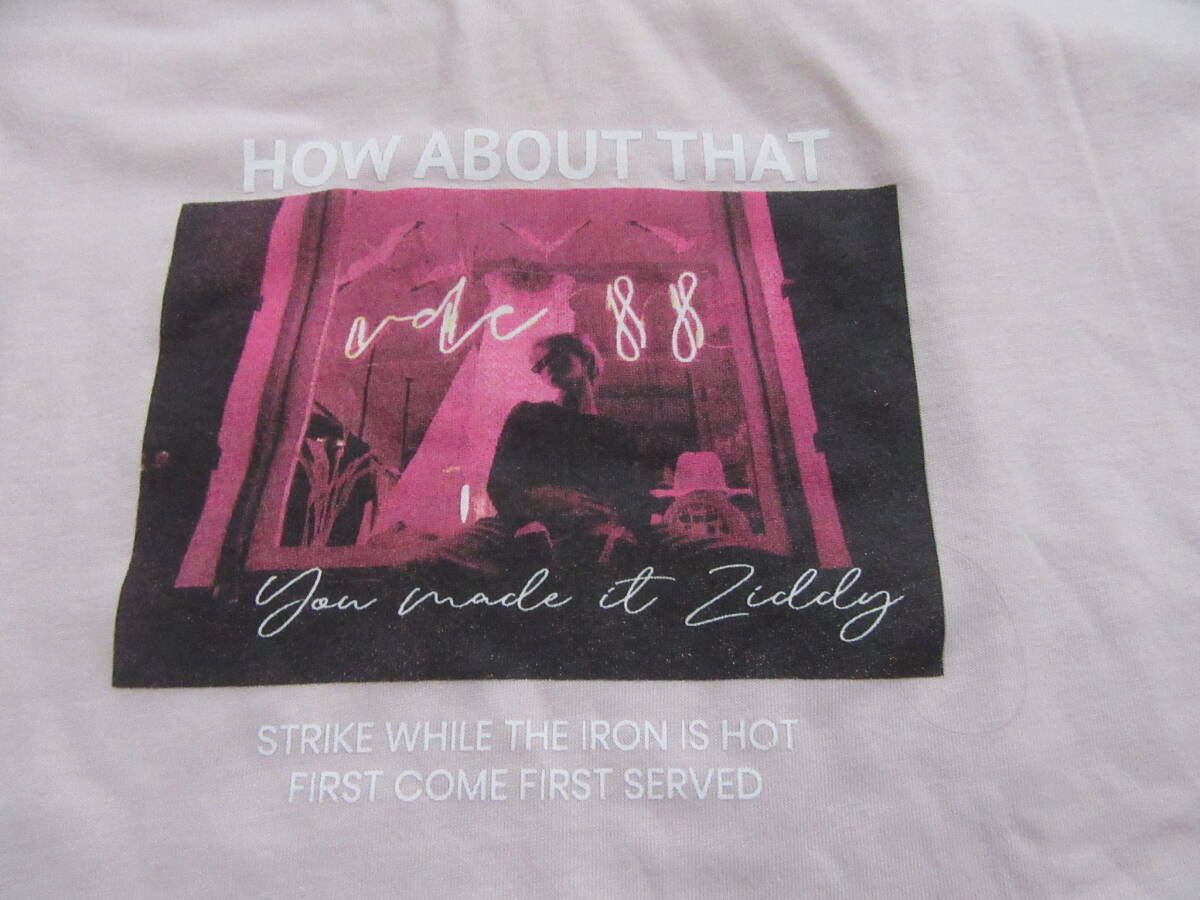 HOW ABOUT THAT
vdc 88
You made it Ziddy
STRIKE WHILE THE IRON IS HOT
FIRST COME FIRST SERVED